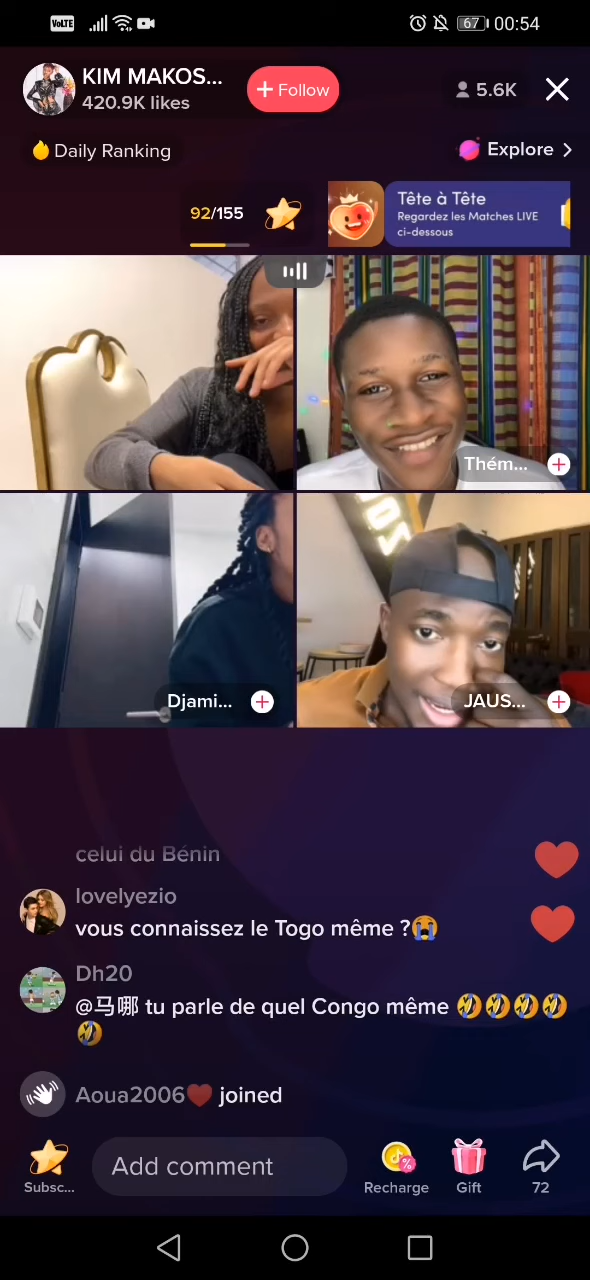 VoLTE
67
00:54
KIM MAKOS...
420.9K likes
+ Follow
5.6K
Daily Ranking
Explore
92/155
Tête à Tête
Regardez les Matches LIVE
ci-dessous
Thém...
Djami...
JAUS...
celui du Bénin
lovelyezio
vous connaissez le Togo même ?😭
Dh20
@马哪 tu parle de quel Congo même 🤣🤣🤣🤣
🤣
Aoua2006❤️ joined
Subsc...
Add comment
Recharge
Gift
72